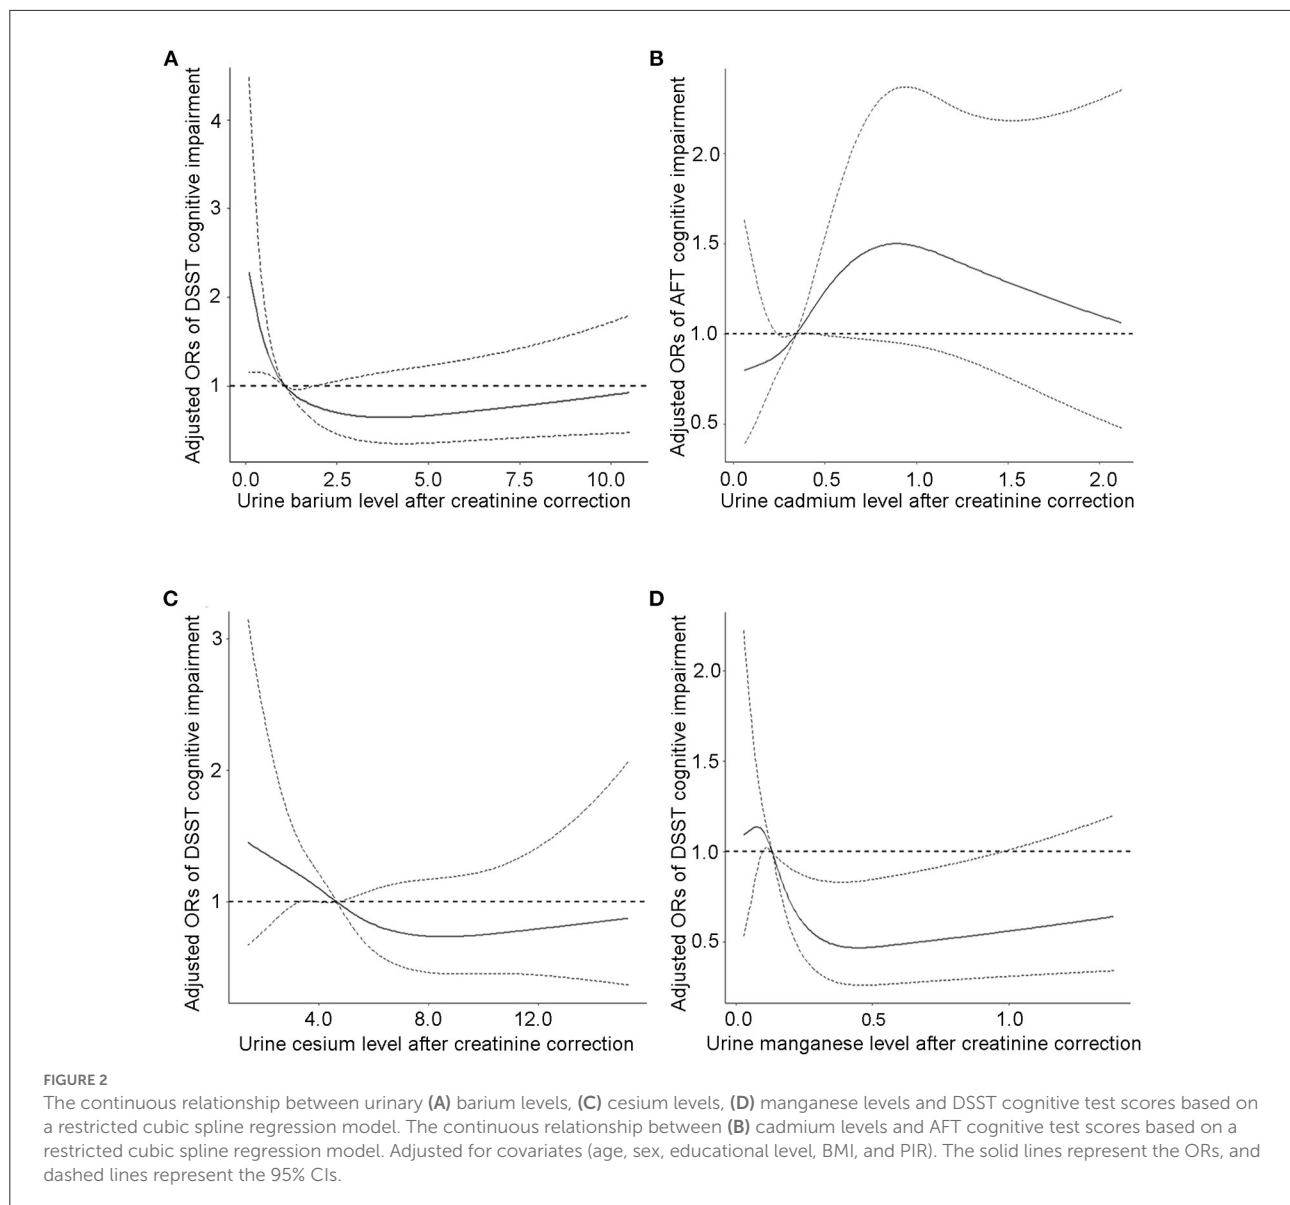 A
Adjusted ORs of DSST cognitive impairment
4
3
2
1
0.0 2.5 5.0 7.5 10.0
Urine barium level after creatinine correction
B
Adjusted ORs of AFT cognitive impairment
2.0
1.5
1.0
0.5
0.0 0.5 1.0 1.5 2.0
Urine cadmium level after creatinine correction
C
Adjusted ORs of DSST cognitive impairment
3
2
1
4.0 8.0 12.0
Urine cesium level after creatinine correction
D
Adjusted ORs of DSST cognitive impairment
2.0
1.5
1.0
0.5
0.0 0.5 1.0
Urine manganese level after creatinine correction
FIGURE 2
The continuous relationship between urinary (A) barium levels, (C) cesium levels, (D) manganese levels and DSST cognitive test scores based on
a restricted cubic spline regression model. The continuous relationship between (B) cadmium levels and AFT cognitive test scores based on a
restricted cubic spline regression model. Adjusted for covariates (age, sex, educational level, BMI, and PIR). The solid lines represent the ORs, and
dashed lines represent the 95% CIs.